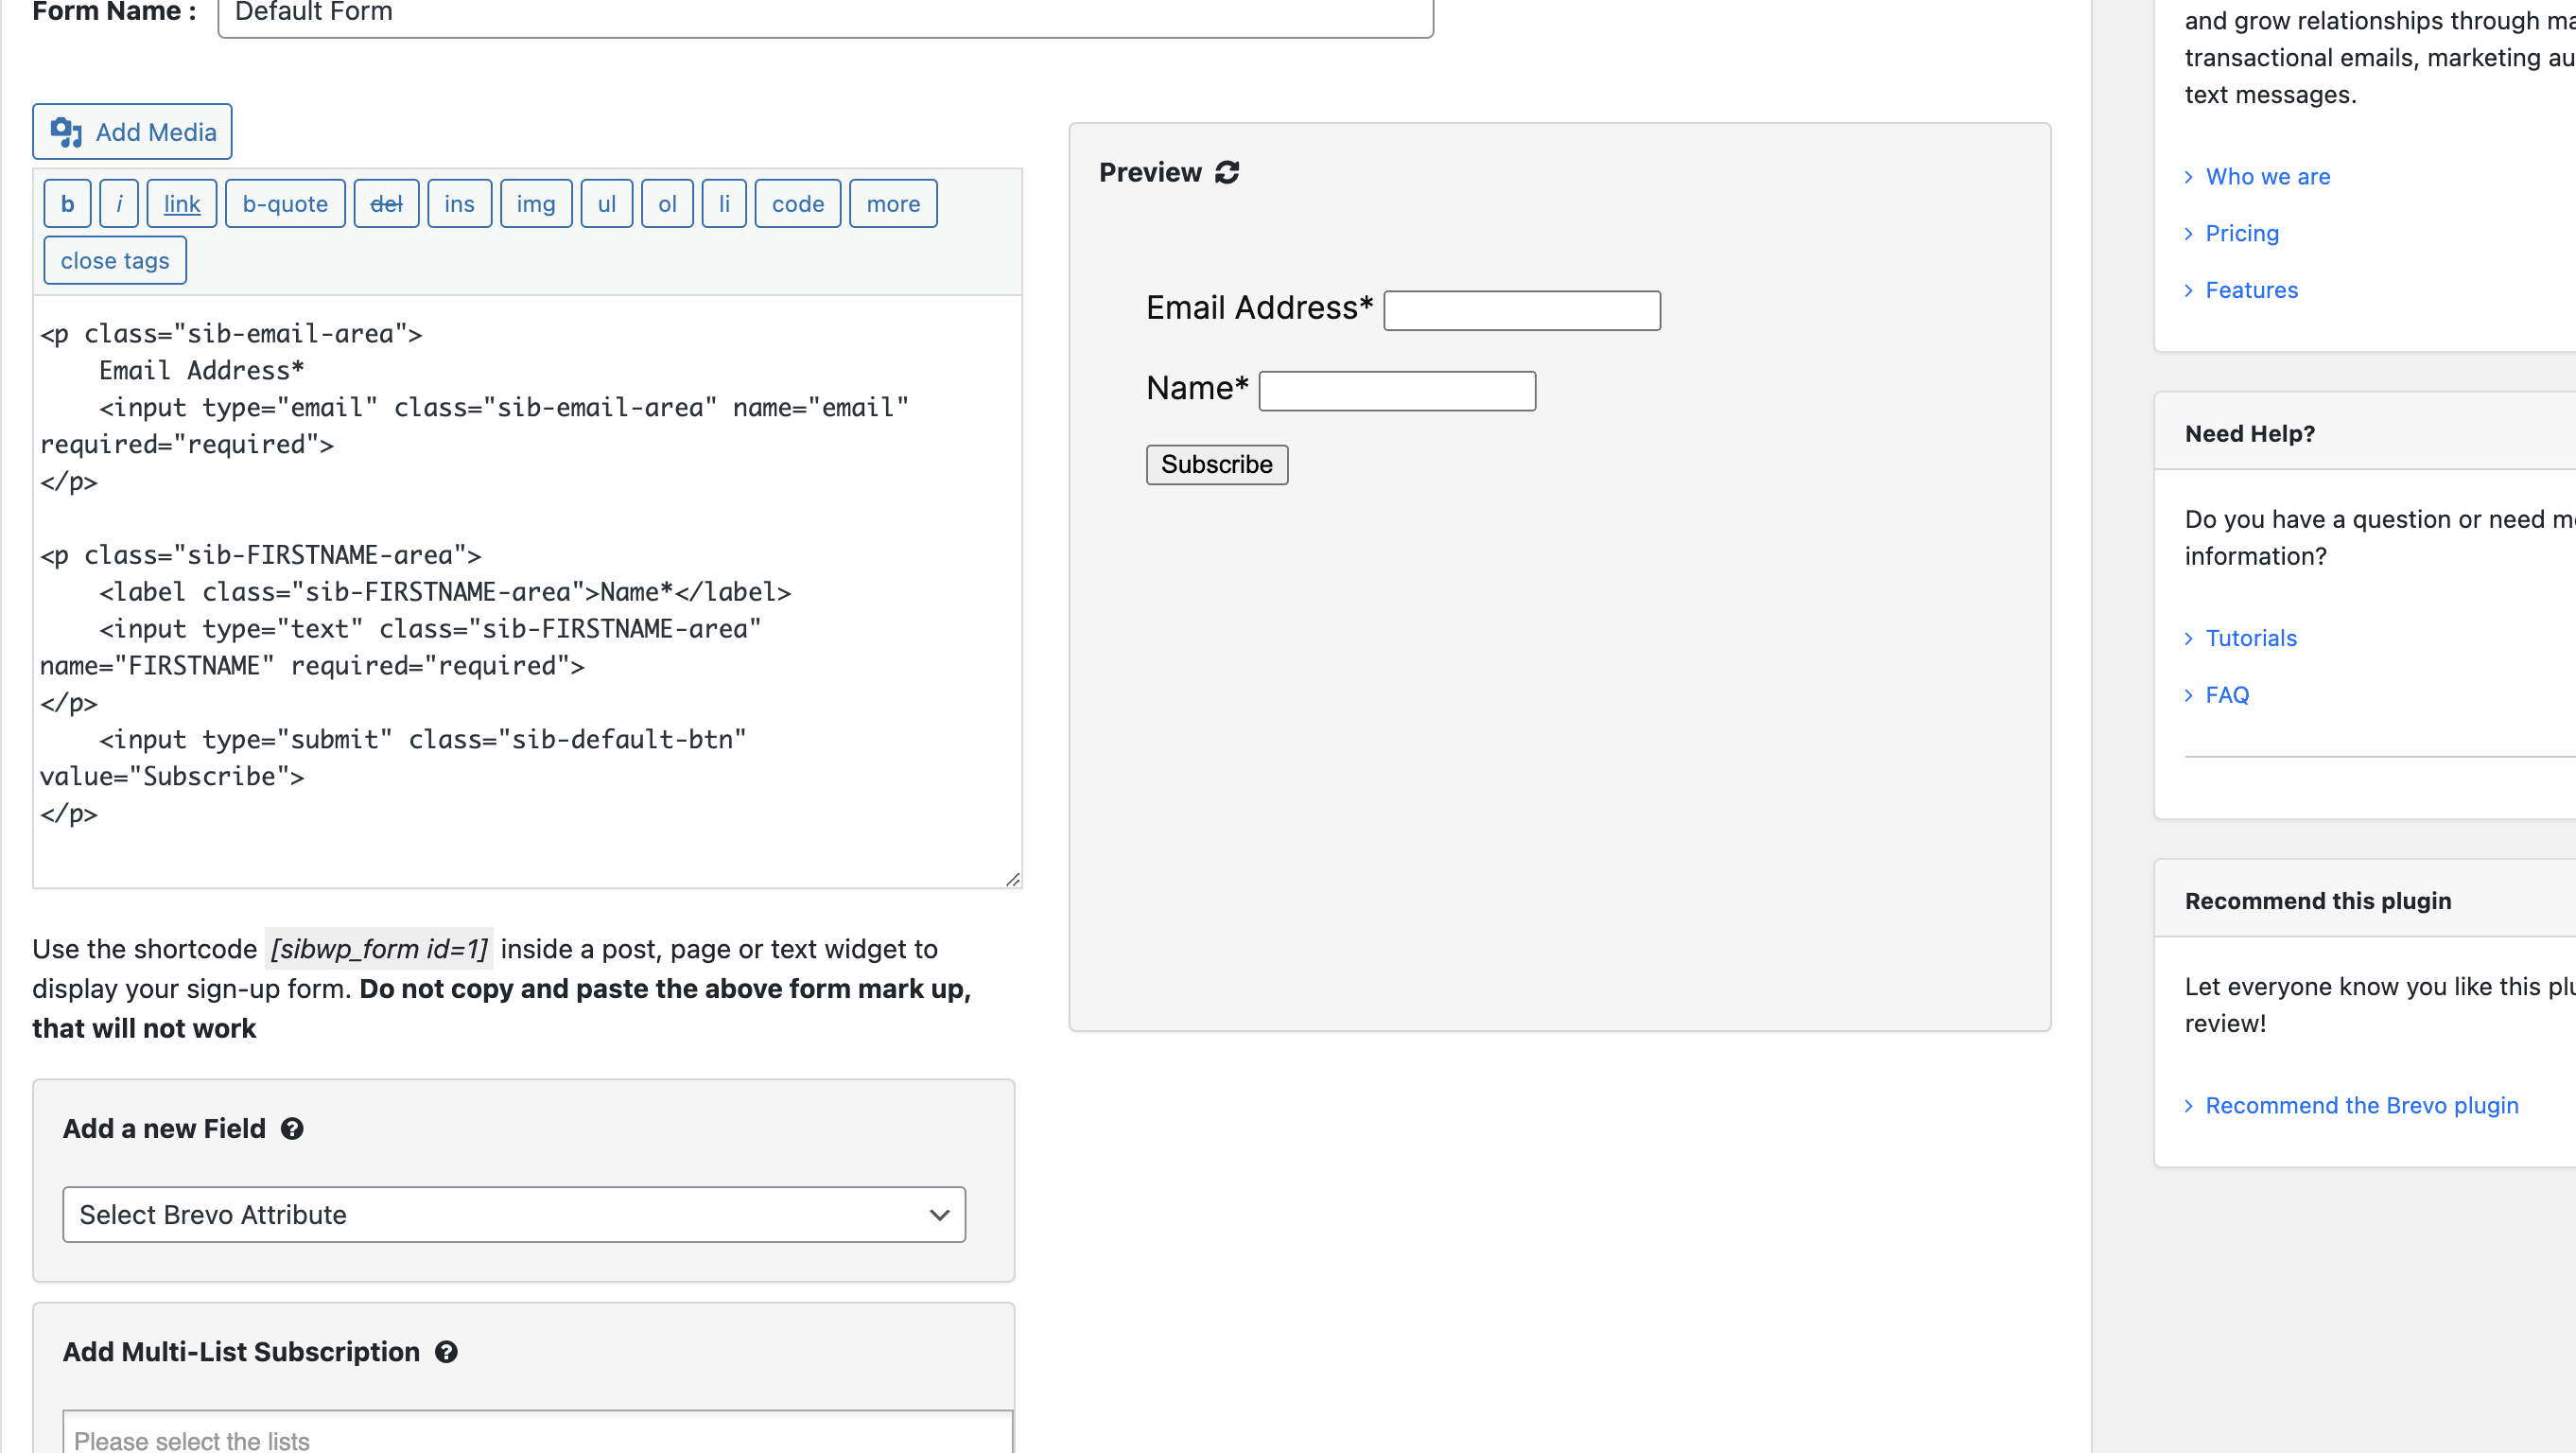 Form Name :
Default Form
Add Media
b
i
link
b-quote
del
ins
img
ul
ol
li
code
more
close tags
<p class="sib-email-area">
    Email Address*
    <input type="email" class="sib-email-area" name="email"
required="required">
</p>

<p class="sib-FIRSTNAME-area">
    <label class="sib-FIRSTNAME-area">Name*</label>
    <input type="text" class="sib-FIRSTNAME-area"
name="FIRSTNAME" required="required">
</p>
    <input type="submit" class="sib-default-btn"
value="Subscribe">
</p>
Use the shortcode [sibwp_form id=1] inside a post, page or text widget to
display your sign-up form. Do not copy and paste the above form mark up,
that will not work
Add a new Field
Select Brevo Attribute
Add Multi-List Subscription
Please select the lists
Preview
Email Address*
Name*
Subscribe
and grow relationships through ma
transactional emails, marketing au
text messages.
Who we are
Pricing
Features
Need Help?
Do you have a question or need m
information?
Tutorials
FAQ
Recommend this plugin
Let everyone know you like this plu
review!
Recommend the Brevo plugin